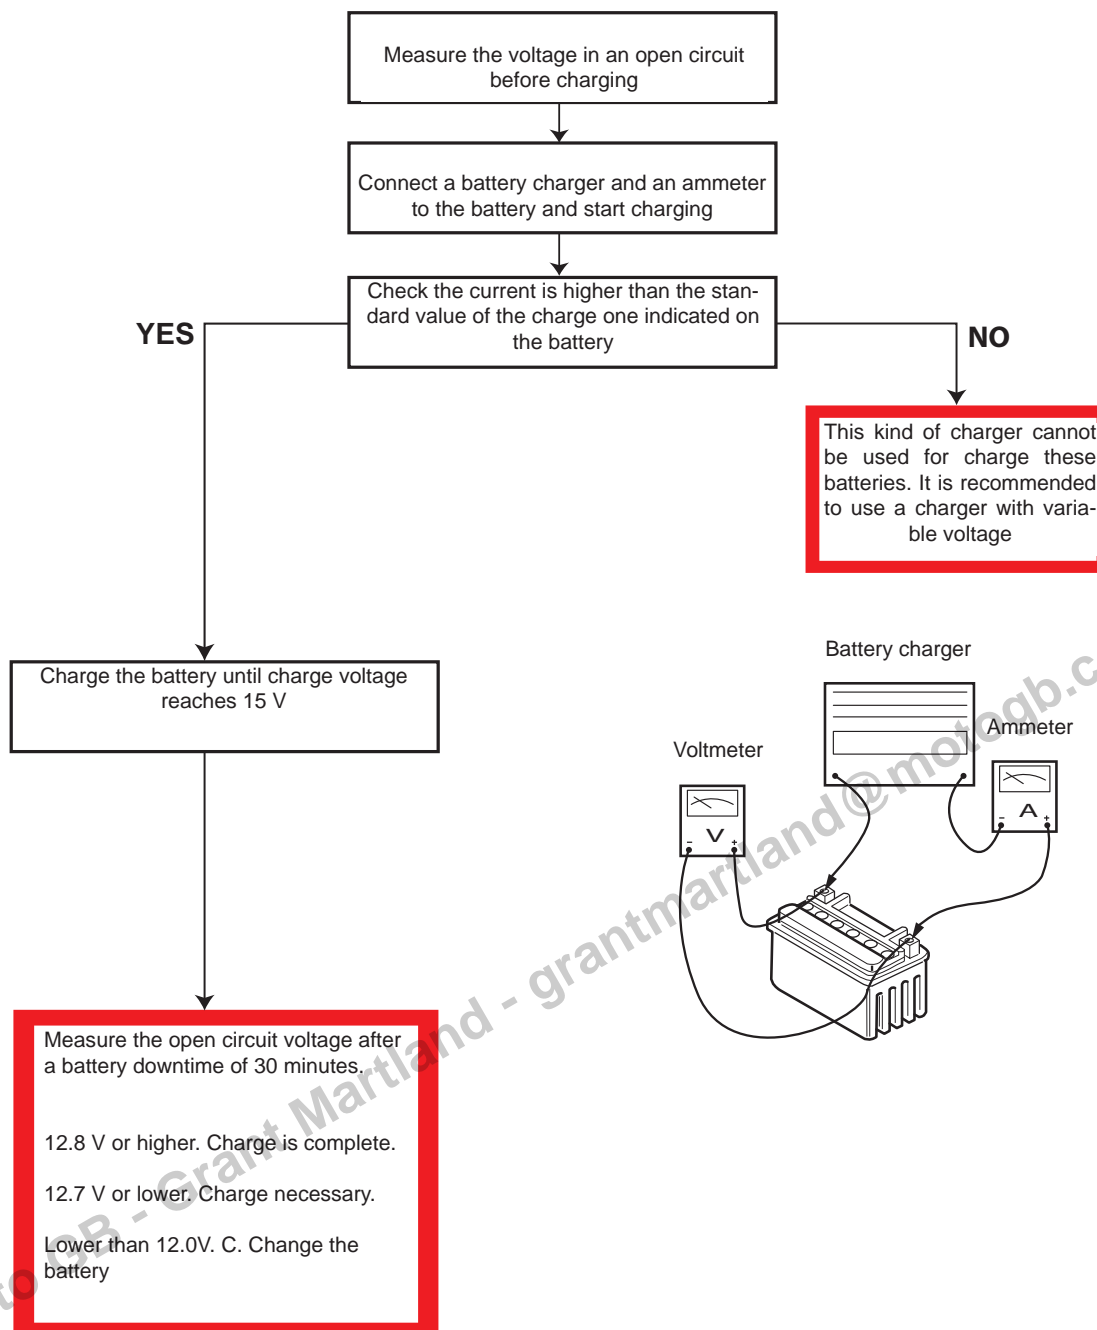 Measure the voltage in an open circuit
before charging
Connect a battery charger and an ammeter
to the battery and start charging
Check the current is higher than the stan-
dard value of the charge one indicated on
the battery
YES
NO
This kind of charger cannot
be used for charge these
batteries. It is recommended
to use a charger with varia-
ble voltage
Charge the battery until charge voltage
reaches 15 V
Battery charger
Voltmeter
Ammeter
V
- +
A
- +
Measure the open circuit voltage after
a battery downtime of 30 minutes.
12.8 V or higher. Charge is complete.
12.7 V or lower. Charge necessary.
Lower than 12.0V. C. Change the
battery
to GB - Grant Martland - grantmartland@motogb.c